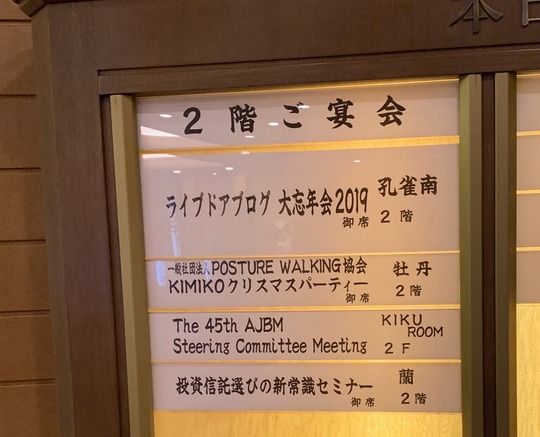 本日
2階ご宴会
ライブドアブログ 大忘年会2019 孔雀南
御席 2階
一般社団法人POSTURE WALKING協会 牡丹
KIMIKOクリスマスパーティー
御席 2階
The 45th AJBM KIKU
Steering Committee Meeting ROOM
2F
投資信託選びの新常識セミナー 蘭
御席 2階